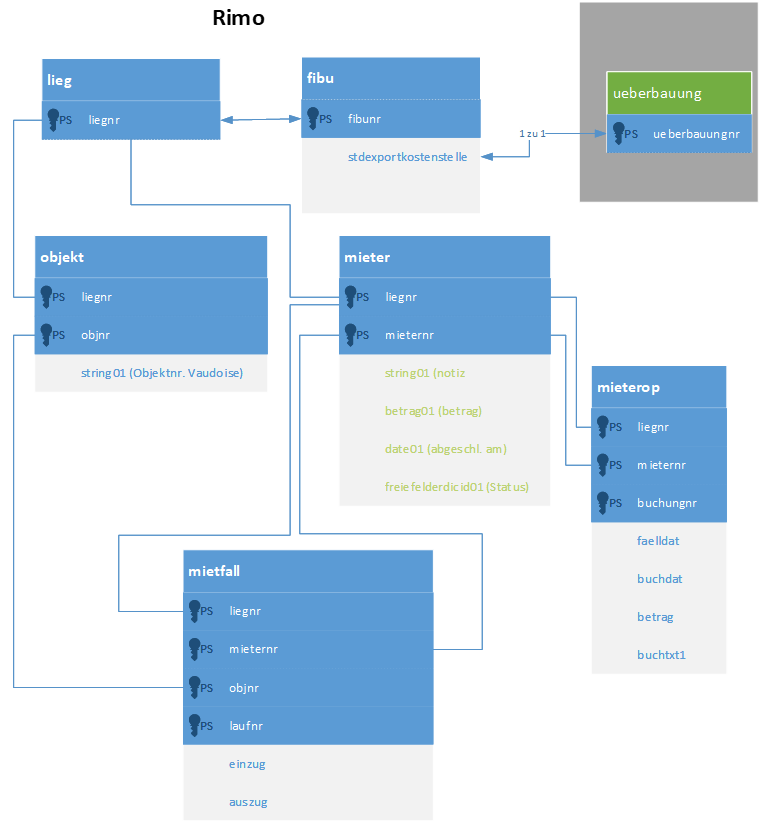 Rimo
lieg
PS liegnr
fibu
PS fibunr
stdexportkostenstelle
1 zu 1
ueberbauung
PS ueberbauungnr
objekt
PS liegnr
PS objnr
string01 (Objektnr. Vaudoise)
mieter
PS liegnr
PS mieternr
string01 (notiz
betrag01 (betrag)
date01 (abgeschl. am)
freiefelderdicid01 (Status)
mieterop
PS liegnr
PS mieternr
PS buchungnr
faelldat
buchdat
betrag
buchtxt1
mietfall
PS liegnr
PS mieternr
PS objnr
PS laufnr
einzug
auszug